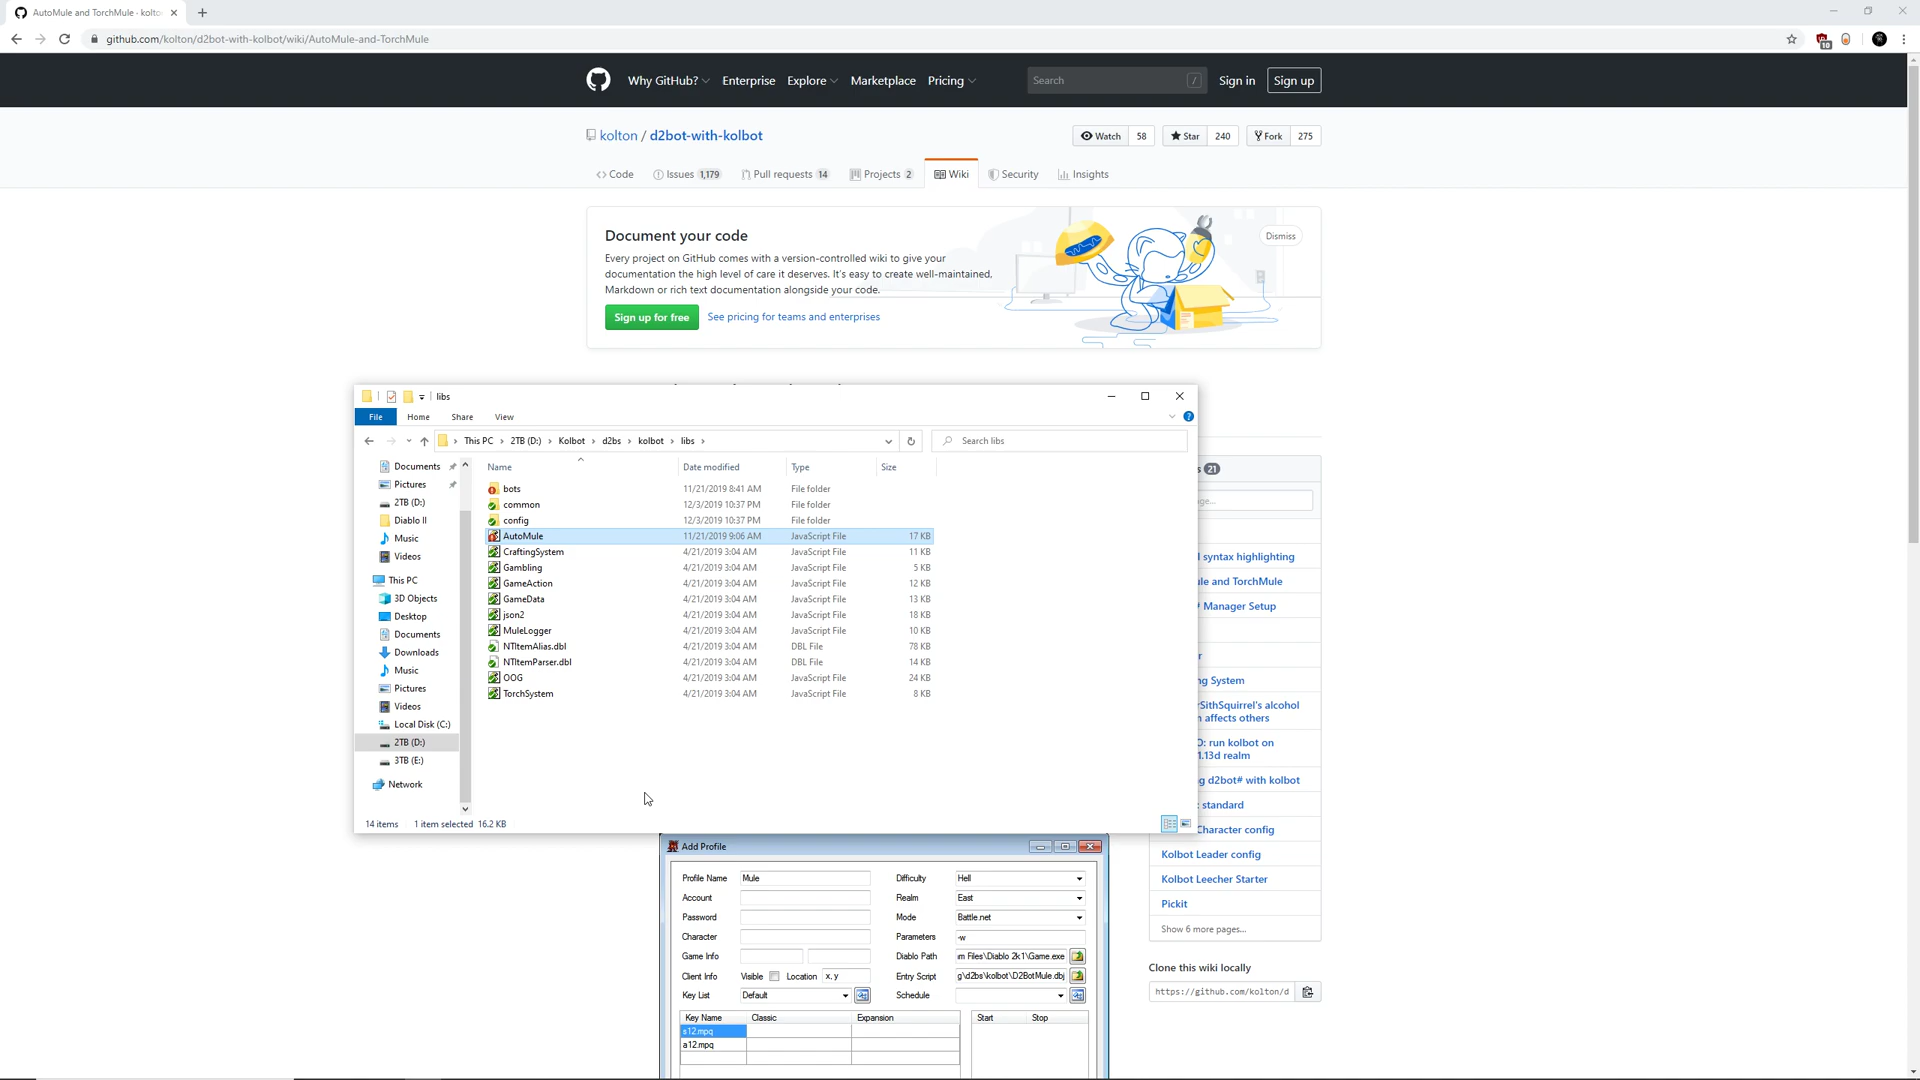 AutoMule and TorchMule · kolto
github.com/kolton/d2bot-with-kolbot/wiki/AutoMule-and-TorchMule
10
Why GitHub?
Enterprise
Explore
Marketplace
Pricing
Search
/
Sign in
Sign up
kolton / d2bot-with-kolbot
Watch 58
Star 240
Fork 275
Code
Issues 1,179
Pull requests 14
Projects 2
Wiki
Security
Insights
Document your code
Dismiss
Every project on GitHub comes with a version-controlled wiki to give your
documentation the high level of care it deserves. It's easy to create well-maintained,
Markdown or rich text documentation alongside your code.
Sign up for free
See pricing for teams and enterprises
libs
File
Home
Share
View
This PC > 2TB (D:) > Kolbot > d2bs > kolbot > libs >
Search libs
Documents
Pictures
2TB (D:)
Diablo II
Music
Videos
This PC
3D Objects
Desktop
Documents
Downloads
Music
Pictures
Videos
Local Disk (C:)
2TB (D:)
3TB (E:)
Network
Name Date modified Type Size
bots 11/21/2019 8:41 AM File folder
common 12/3/2019 10:37 PM File folder
config 12/3/2019 10:37 PM File folder
AutoMule 11/21/2019 9:06 AM JavaScript File 17 KB
CraftingSystem 4/21/2019 3:04 AM JavaScript File 11 KB
Gambling 4/21/2019 3:04 AM JavaScript File 5 KB
GameAction 4/21/2019 3:04 AM JavaScript File 12 KB
GameData 4/21/2019 3:04 AM JavaScript File 13 KB
json2 4/21/2019 3:04 AM JavaScript File 18 KB
MuleLogger 4/21/2019 3:04 AM JavaScript File 10 KB
NTItemAlias.dbl 4/21/2019 3:04 AM DBL File 78 KB
NTItemParser.dbl 4/21/2019 3:04 AM DBL File 14 KB
OOG 4/21/2019 3:04 AM JavaScript File 24 KB
TorchSystem 4/21/2019 3:04 AM JavaScript File 8 KB
14 items 1 item selected 16.2 KB
s 21
ge...
l syntax highlighting
ule and TorchMule
# Manager Setup
r
ng System
rSithSquirrel's alcohol
n affects others
O: run kolbot on
1.13d realm
g d2bot# with kolbot
: standard
Character config
Kolbot Leader config
Kolbot Leecher Starter
Pickit
Show 6 more pages...
Clone this wiki locally
https://github.com/kolton/d
Add Profile
Profile Name Mule Difficulty Hell
Account Realm East
Password Mode Battle.net
Character Parameters -w
Game Info Diablo Path m Files\Diablo 2k1\Game.exe
Client Info Visible Location x, y Entry Script g\d2bs\kolbot\D2BotMule.dbj
Key List Default Schedule
Key Name Classic Expansion Start Stop
s12.mpq
a12.mpq